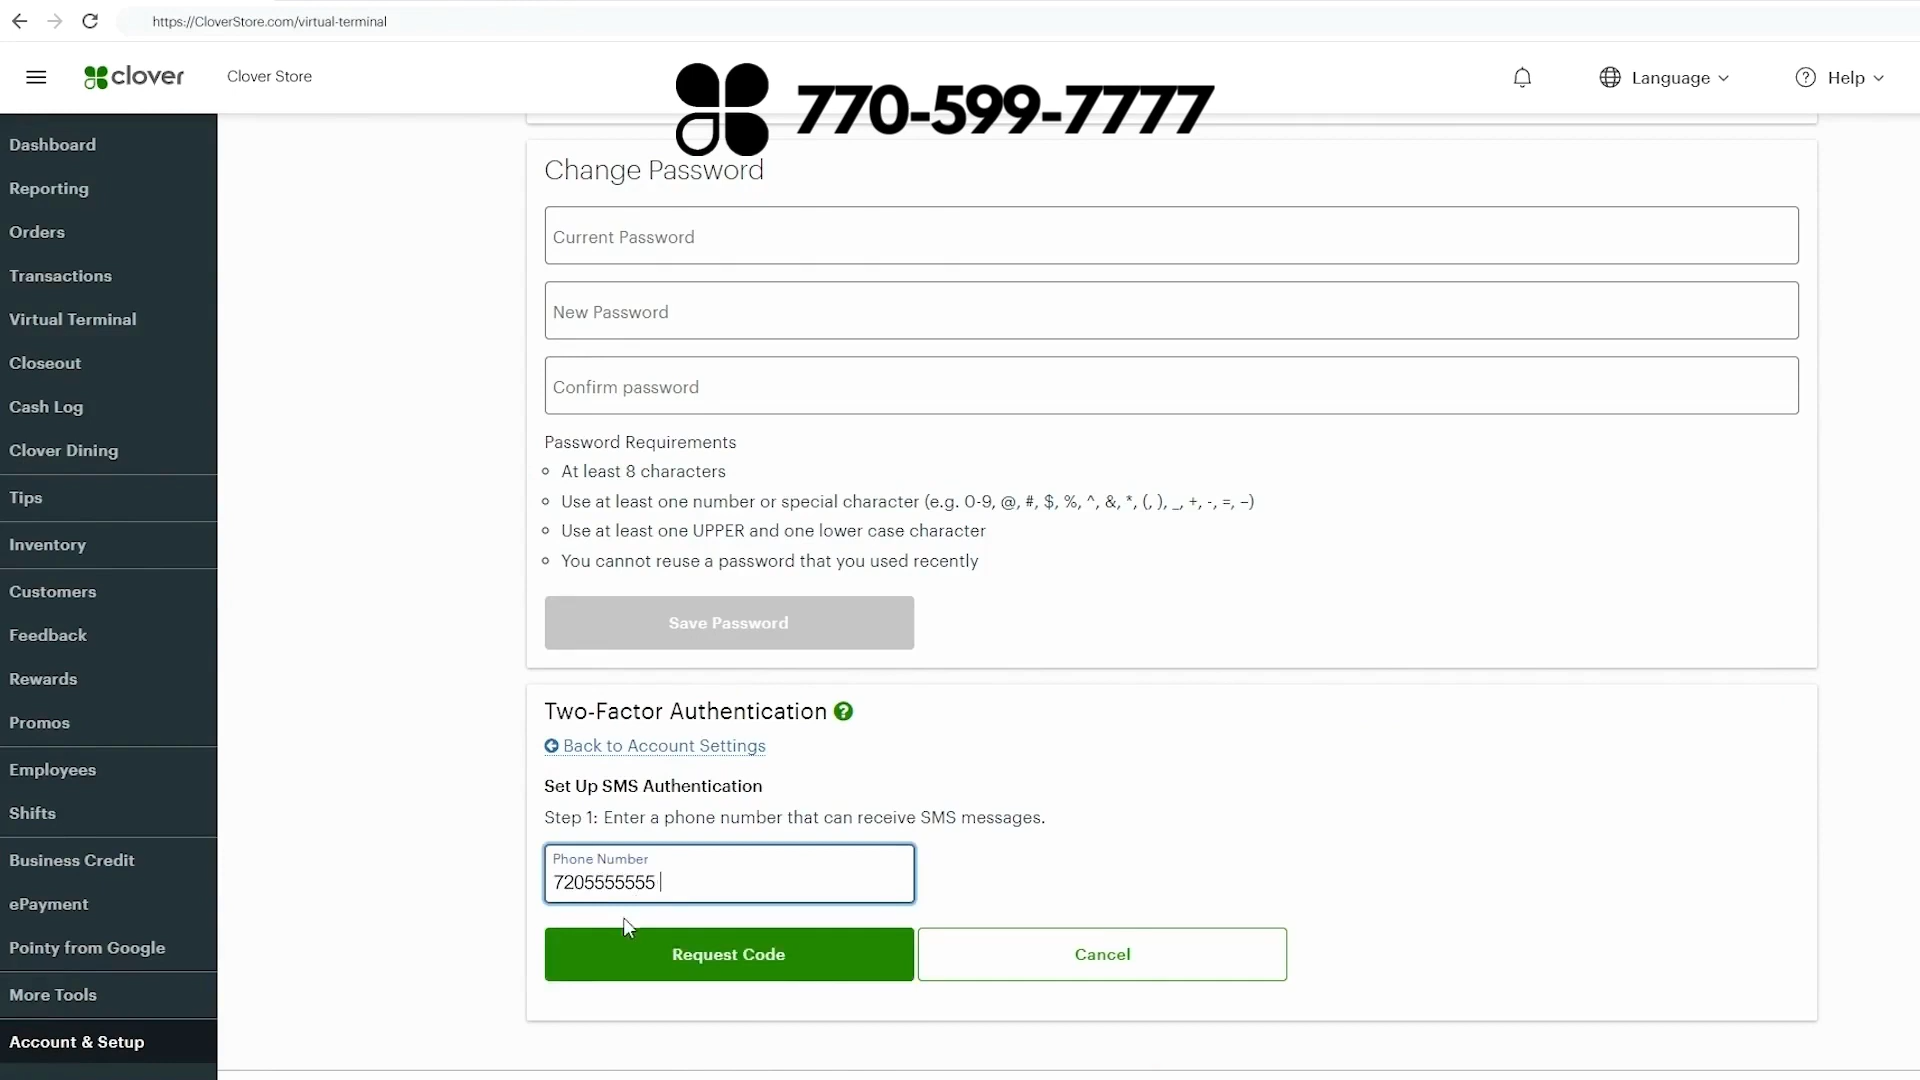 https://CloverStore.com/virtual-terminal
clover
Clover Store
770-599-7777
Language
Help
Dashboard
Reporting
Orders
Transactions
Virtual Terminal
Closeout
Cash Log
Clover Dining
Tips
Inventory
Customers
Feedback
Rewards
Promos
Employees
Shifts
Business Credit
ePayment
Pointy from Google
More Tools
Account & Setup
Change Password
Current Password
New Password
Confirm password
Password Requirements
At least 8 characters
Use at least one number or special character (e.g. 0-9, @, #, $, %, ^, &, *, (, ), _, +, -, =, –)
Use at least one UPPER and one lower case character
You cannot reuse a password that you used recently
Save Password
Two-Factor Authentication ?
Back to Account Settings
Set Up SMS Authentication
Step 1: Enter a phone number that can receive SMS messages.
Phone Number
7205555555
Request Code
Cancel